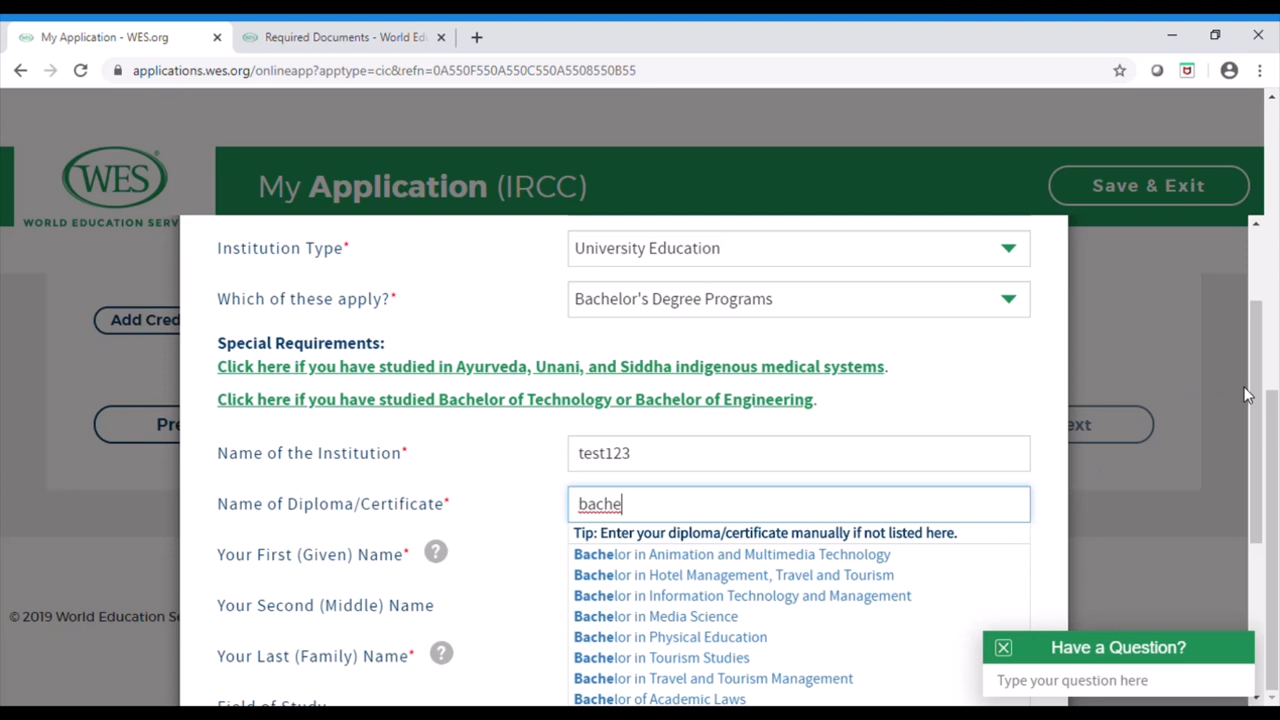 My Application - WES.org
Required Documents - World Ed
applications.wes.org/onlineapp?apptype=cic&refn=0A550F550A550C550A5508550B55
WES
WORLD EDUCATION SERV
My Application (IRCC)
Save & Exit
Institution Type*
University Education
Add Cred
Which of these apply?*
Bachelor's Degree Programs
Special Requirements:
Click here if you have studied in Ayurveda, Unani, and Siddha indigenous medical systems.
Click here if you have studied Bachelor of Technology or Bachelor of Engineering.
Pre
ext
Name of the Institution*
test123
Name of Diploma/Certificate*
bache
Tip: Enter your diploma/certificate manually if not listed here.
Your First (Given) Name* ?
Bachelor in Animation and Multimedia Technology
Bachelor in Hotel Management, Travel and Tourism
Bachelor in Information Technology and Management
Your Second (Middle) Name
Bachelor in Media Science
© 2019 World Education Se
Bachelor in Physical Education
Your Last (Family) Name* ?
Bachelor in Tourism Studies
Bachelor in Travel and Tourism Management
Bachelor of Academic Laws
Field of Study
Have a Question?
Type your question here